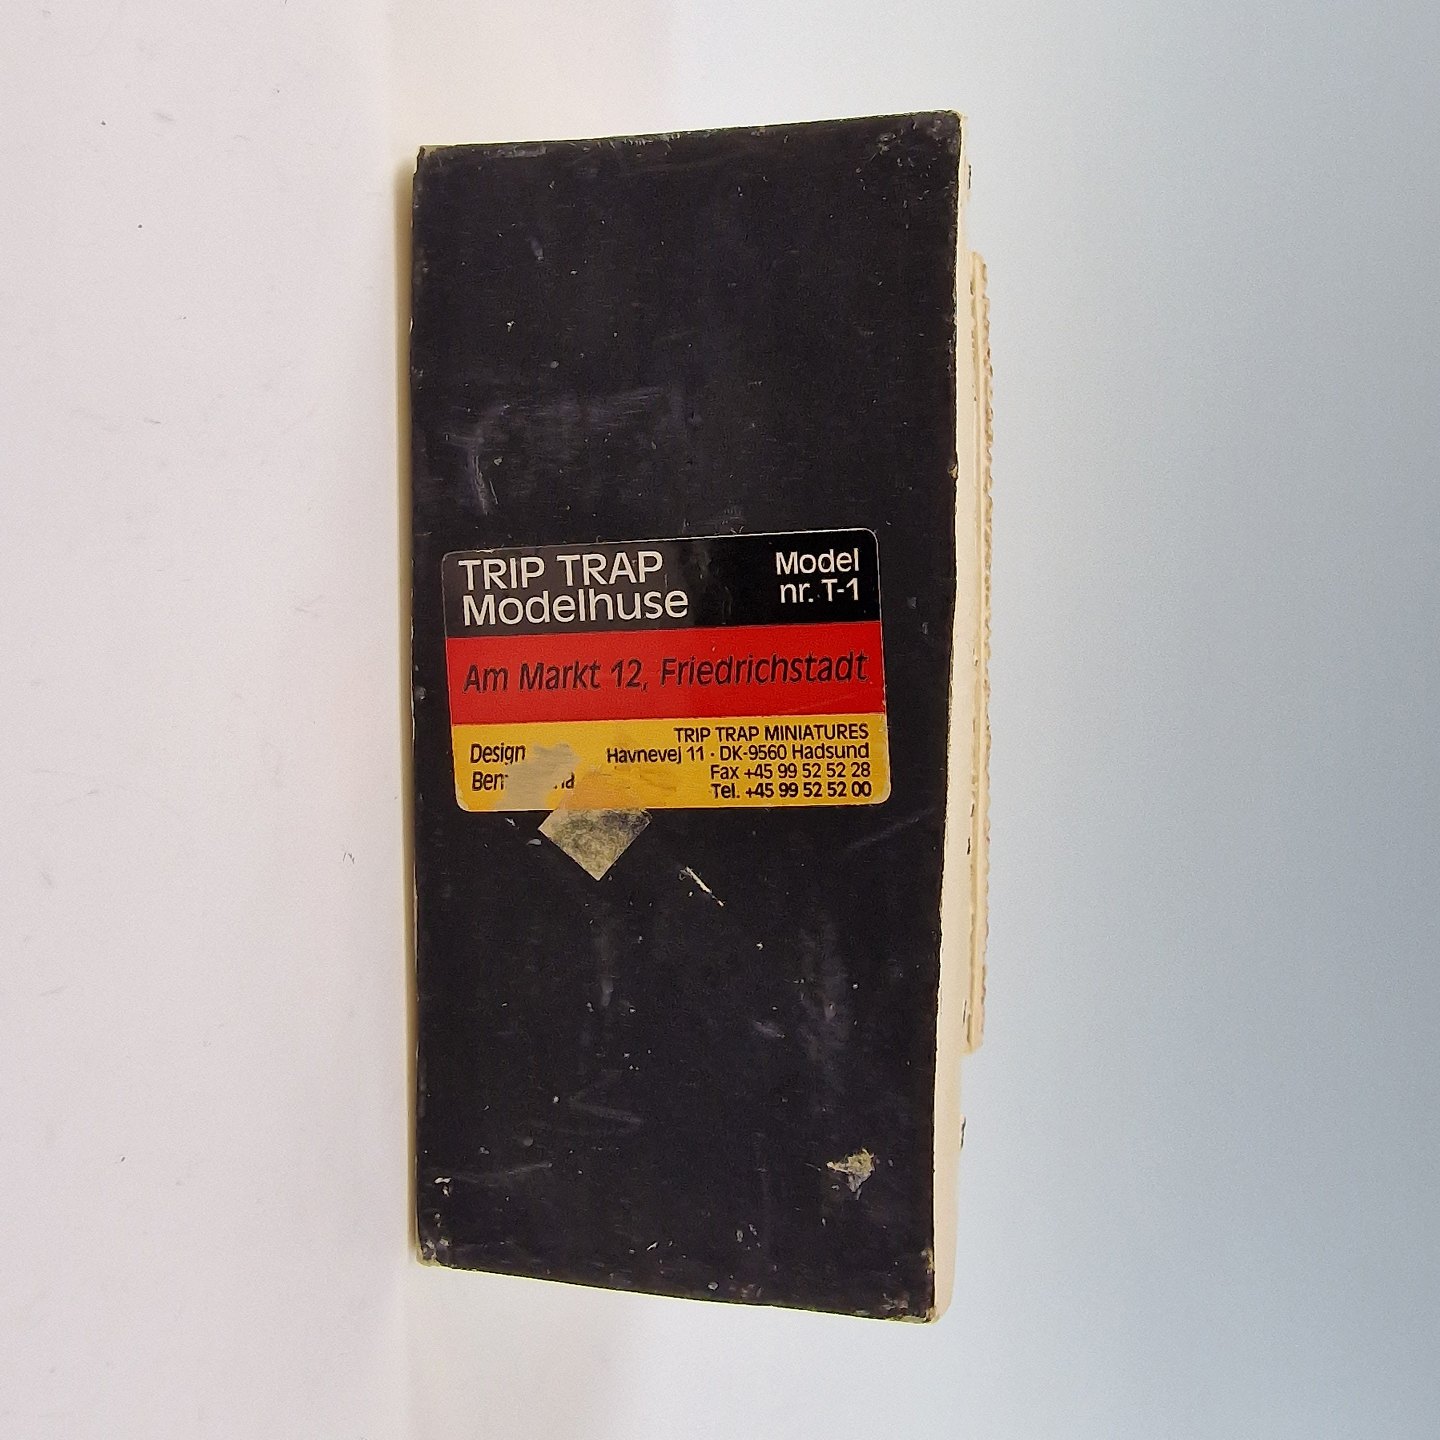 TRIP TRAP
Modelhuse
Model
nr. T-1
Am Markt 12, Friedrichstadt
Design
TRIP TRAP MINIATURES
Havnevej 11 · DK-9560 Hadsund
Fax +45 99 52 52 28
Tel. +45 99 52 52 00